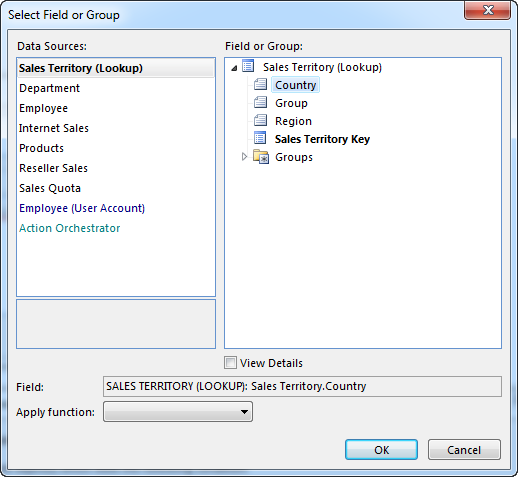 Select Field or Group
Data Sources:
Sales Territory (Lookup)
Department
Employee
Internet Sales
Products
Reseller Sales
Sales Quota
Employee (User Account)
Action Orchestrator
Field or Group:
Sales Territory (Lookup)
Country
Group
Region
Sales Territory Key
Groups
View Details
Field:
SALES TERRITORY (LOOKUP): Sales Territory.Country
Apply function:
OK
Cancel